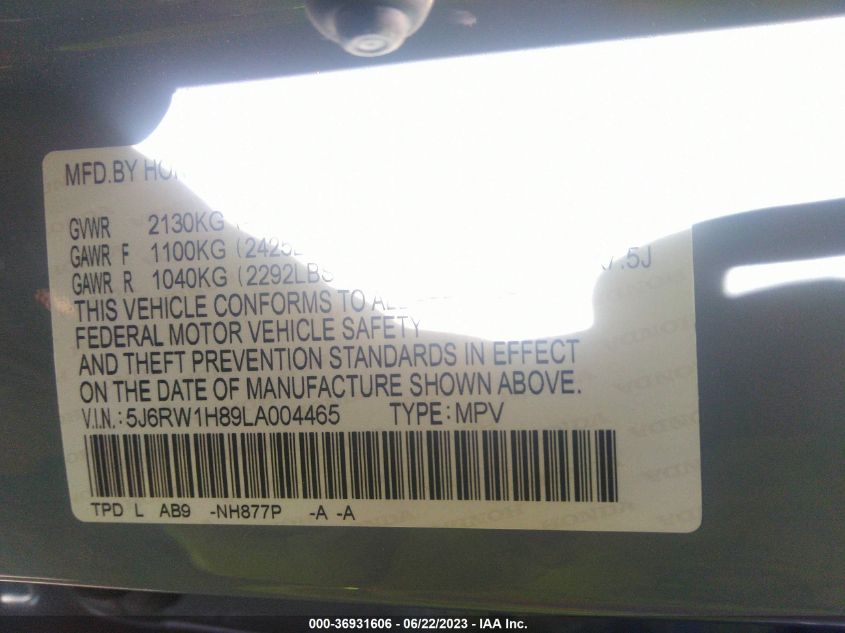 MFD.BY
GVWR 2130KG
GAWR F 1100KG
GAWR R 1040KG (2292LBS
THIS VEHICLE CONFORMS TO
FEDERAL MOTOR VEHICLE SAFETY
AND THEFT PREVENTION STANDARDS IN EFFECT
ON THE DATE OF MANUFACTURE SHOWN ABOVE.
V.I.N.: 5J6RW1H89LA004465 TYPE: MPV
TPD L AB9 -NH877P -A -A
000-36931606 - 06/22/2023 - IAA Inc.